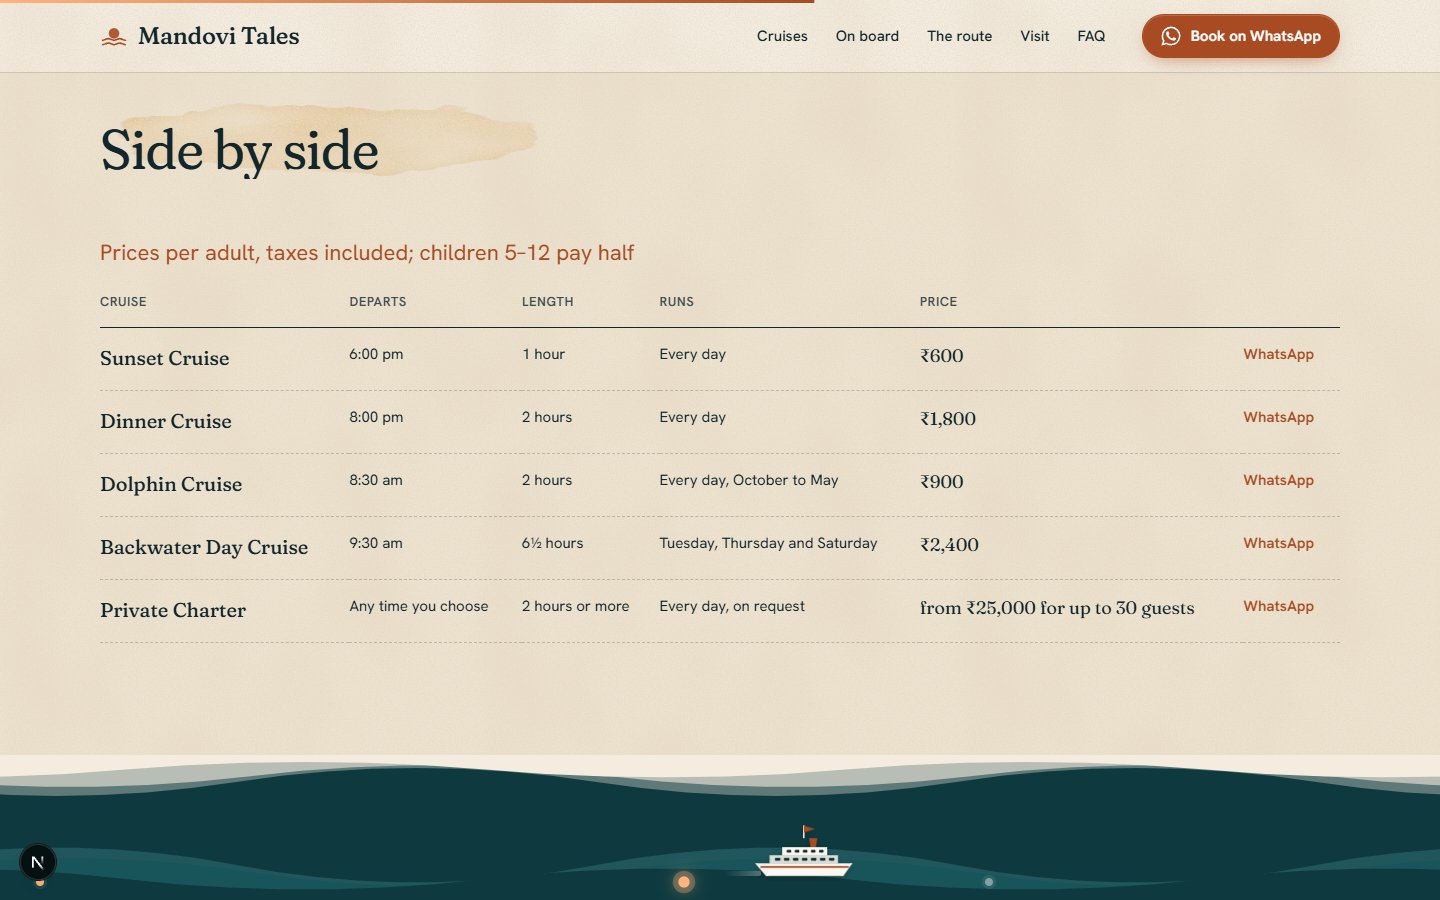 Mandovi Tales
Cruises On board The route Visit FAQ Book on WhatsApp
Side by side
Prices per adult, taxes included; children 5–12 pay half
CRUISE DEPARTS LENGTH RUNS PRICE
Sunset Cruise 6:00 pm 1 hour Every day ₹600 WhatsApp
Dinner Cruise 8:00 pm 2 hours Every day ₹1,800 WhatsApp
Dolphin Cruise 8:30 am 2 hours Every day, October to May ₹900 WhatsApp
Backwater Day Cruise 9:30 am 6½ hours Tuesday, Thursday and Saturday ₹2,400 WhatsApp
Private Charter Any time you choose 2 hours or more Every day, on request from ₹25,000 for up to 30 guests WhatsApp
N